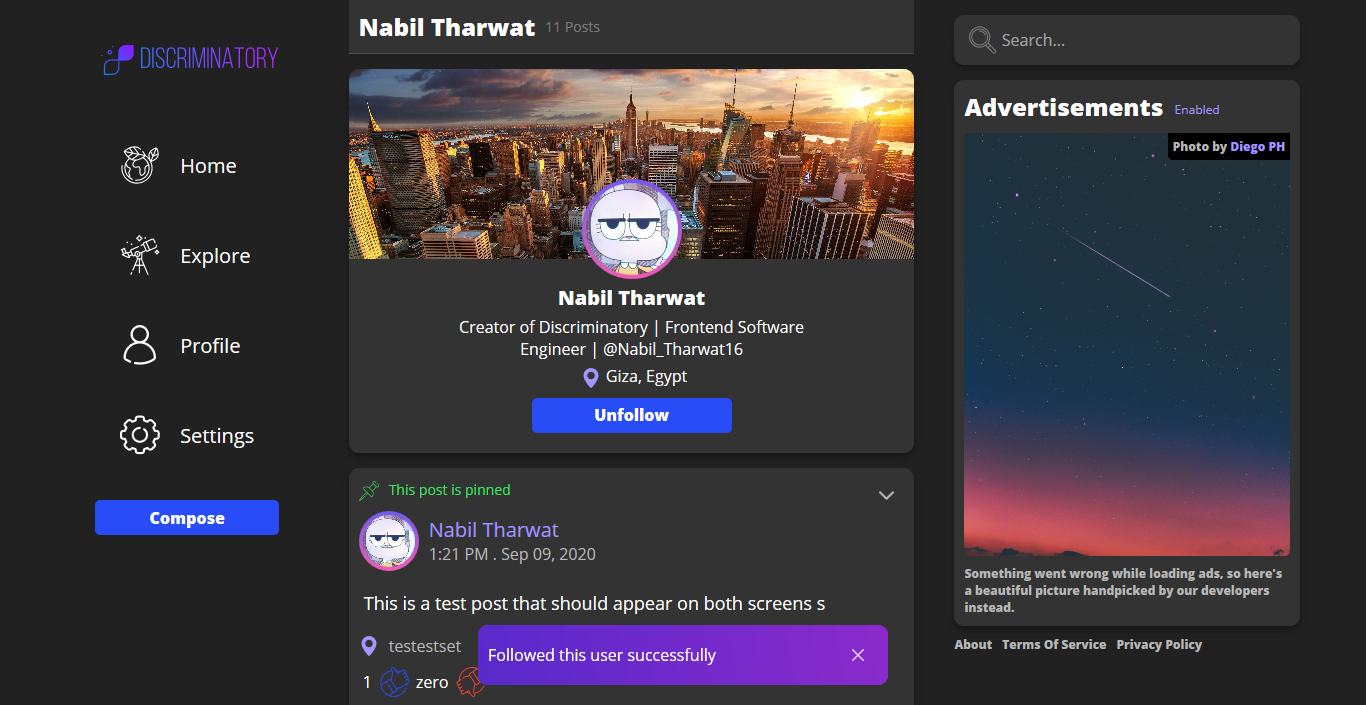 DISCRIMINATORY
Home
Explore
Profile
Settings
Compose
Nabil Tharwat 11 Posts
Nabil Tharwat
Creator of Discriminatory | Frontend Software
Engineer | @Nabil_Tharwat16
Giza, Egypt
Unfollow
This post is pinned
Nabil Tharwat
1:21 PM . Sep 09, 2020
This is a test post that should appear on both screens s
testestset
1 zero
Followed this user successfully
Search...
Advertisements Enabled
Photo by Diego PH
Something went wrong while loading ads, so here's
a beautiful picture handpicked by our developers
instead.
About Terms Of Service Privacy Policy